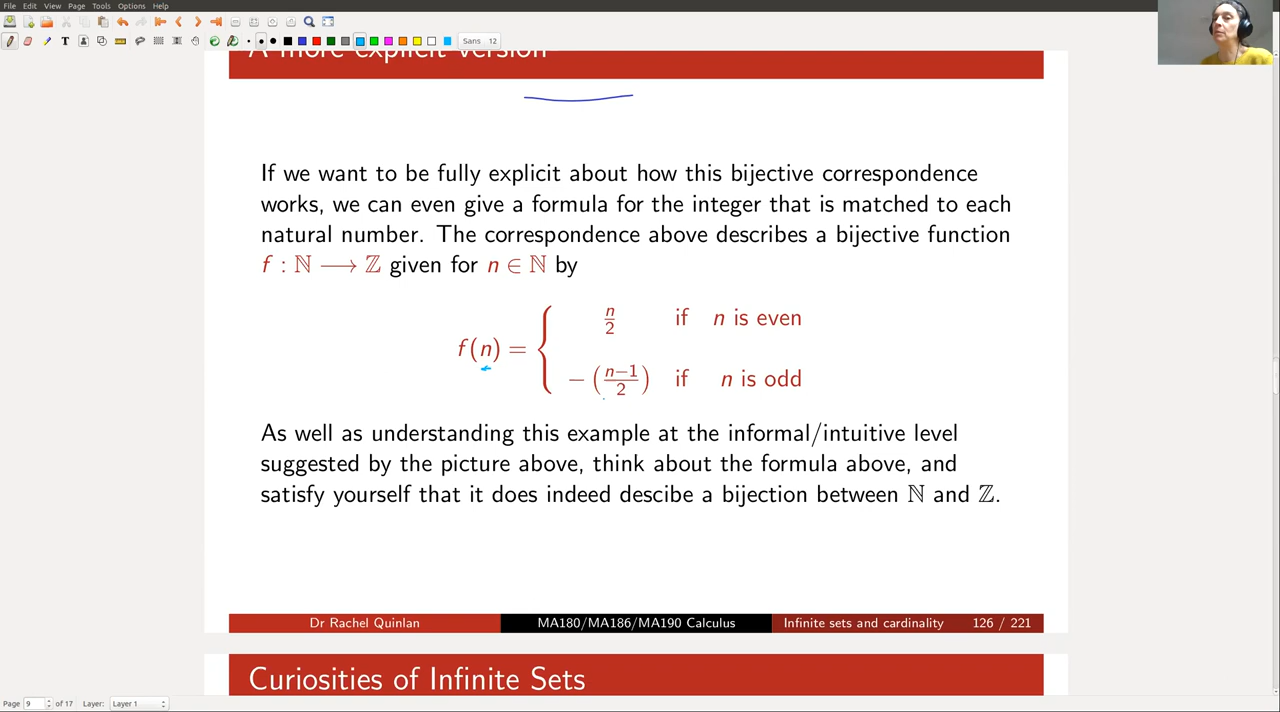 File Edit View Page Tools Options Help
Sans 12
A more explicit version
If we want to be fully explicit about how this bijective correspondence
works, we can even give a formula for the integer that is matched to each
natural number. The correspondence above describes a bijective function
f : ℕ ⟶ ℤ given for n ∈ ℕ by
f(n) = { n/2 if n is even
−((n−1)/2) if n is odd
As well as understanding this example at the informal/intuitive level
suggested by the picture above, think about the formula above, and
satisfy yourself that it does indeed descibe a bijection between ℕ and ℤ.
Dr Rachel Quinlan MA180/MA186/MA190 Calculus Infinite sets and cardinality 126 / 221
Curiosities of Infinite Sets
Page 9 of 17 Layer: Layer 1